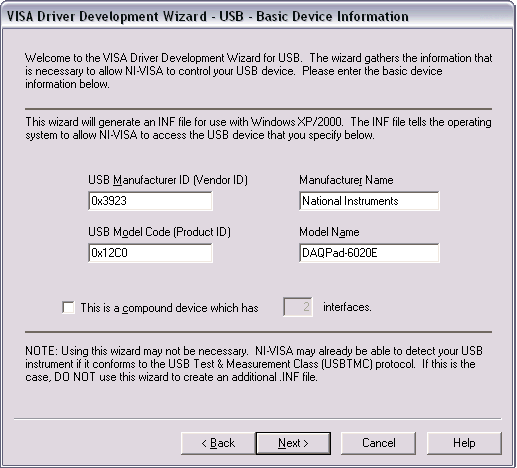 VISA Driver Development Wizard - USB - Basic Device Information
Welcome to the VISA Driver Development Wizard for USB. The wizard gathers the information that
is necessary to allow NI-VISA to control your USB device. Please enter the basic device
information below.
This wizard will generate an INF file for use with Windows XP/2000. The INF file tells the operating
system to allow NI-VISA to access the USB device that you specify below.
USB Manufacturer ID (Vendor ID)
Manufacturer Name
0x3923
National Instruments
USB Model Code (Product ID)
Model Name
0x12C0
DAQPad-6020E
This is a compound device which has 2 interfaces.
NOTE: Using this wizard may not be necessary. NI-VISA may already be able to detect your USB
instrument if it conforms to the USB Test & Measurement Class (USBTMC) protocol. If this is the
case, DO NOT use this wizard to create an additional .INF file.
< Back
Next >
Cancel
Help